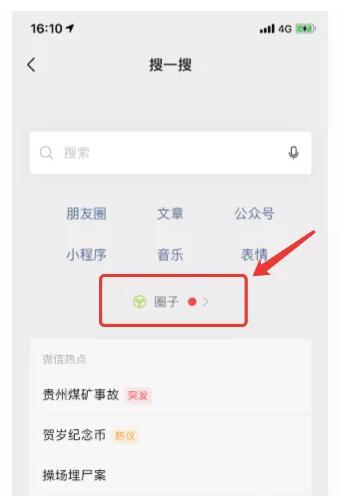 16:10 4G
搜一搜
搜索
朋友圈 文章 公众号
小程序 音乐 表情
圈子
微信热点
贵州煤矿事故 突发
贺岁纪念币 热议
操场埋尸案